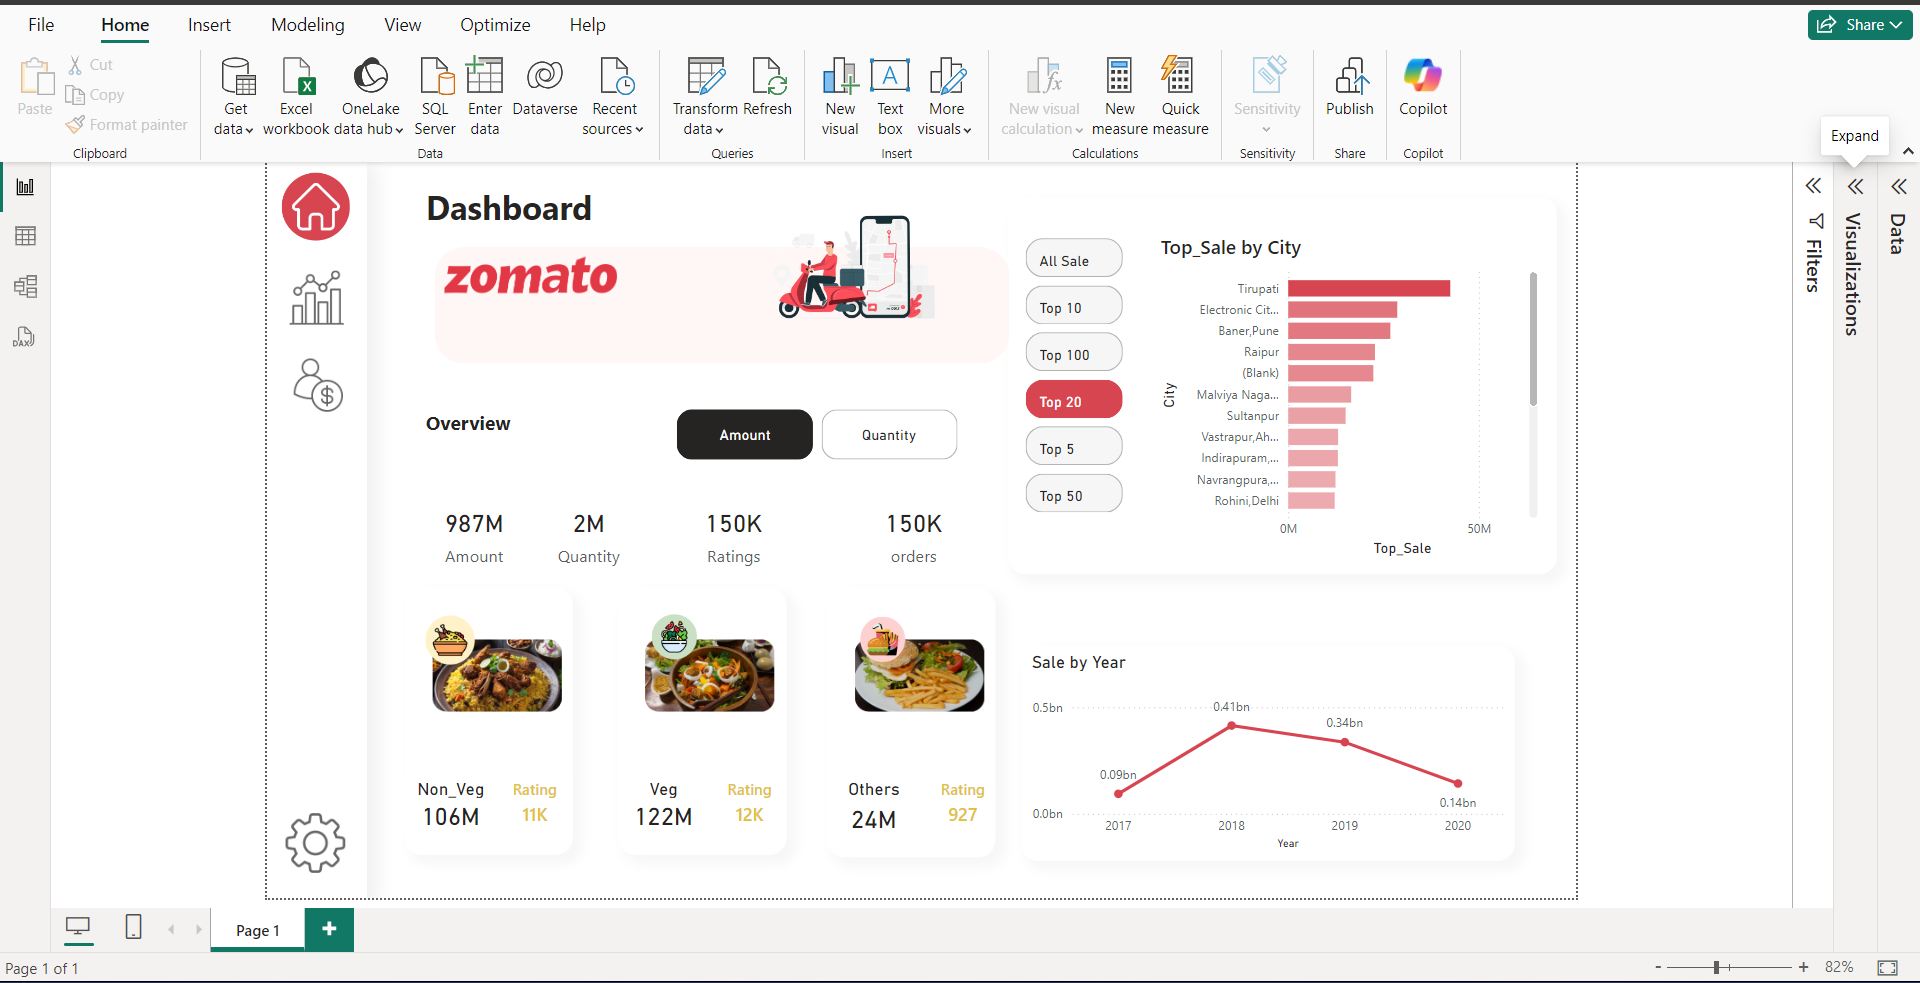 File Home Insert Modeling View Optimize Help
Share
Paste
Cut
Copy
Format painter
Clipboard
Get data
Excel workbook
OneLake data hub
SQL Server
Enter data
Dataverse
Recent sources
Data
Transform data
Refresh
Queries
New visual
Text box
More visuals
Insert
New visual calculation
New measure
Quick measure
Calculations
Sensitivity
Sensitivity
Publish
Share
Copilot
Copilot
Expand
DAX
Dashboard
zomato
Overview
Amount
Quantity
987M
Amount
2M
Quantity
150K
Ratings
150K
orders
All Sale
Top 10
Top 100
Top 20
Top 5
Top 50
Top_Sale by City
City
Tirupati
Electronic Cit...
Baner,Pune
Raipur
(Blank)
Malviya Naga...
Sultanpur
Vastrapur,Ah...
Indirapuram,...
Navrangpura,...
Rohini,Delhi
0M 50M
Top_Sale
Non_Veg Rating
106M 11K
Veg Rating
122M 12K
Others Rating
24M 927
Sale by Year
0.5bn
0.0bn
0.09bn
0.41bn
0.34bn
0.14bn
2017 2018 2019 2020
Year
Filters
Visualizations
Data
Page 1
Page 1 of 1
- + 82%